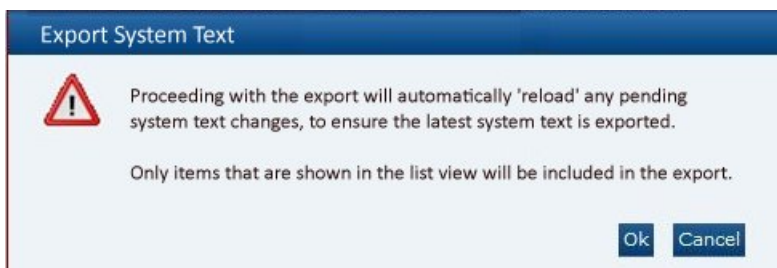 Export System Text
Proceeding with the export will automatically 'reload' any pending
system text changes, to ensure the latest system text is exported.
Only items that are shown in the list view will be included in the export.
Ok Cancel